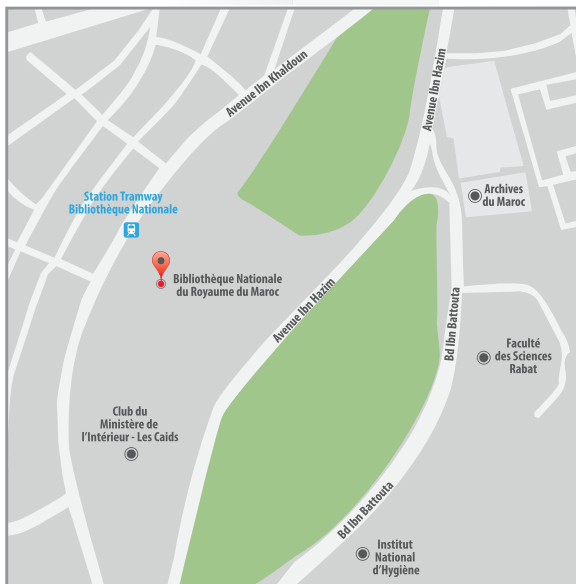 Avenue Ibn Khaldoun
Avenue Ibn Hazim
Station Tramway
Bibliothèque Nationale
Archives
du Maroc
Bibliothèque Nationale
du Royaume du Maroc
Avenue Ibn Hazim
Bd Ibn Battouta
Faculté
des Sciences
Rabat
Club du
Ministère de
l'Intérieur - Les Caids
Bd Ibn Battouta
Institut
National
d'Hygiène